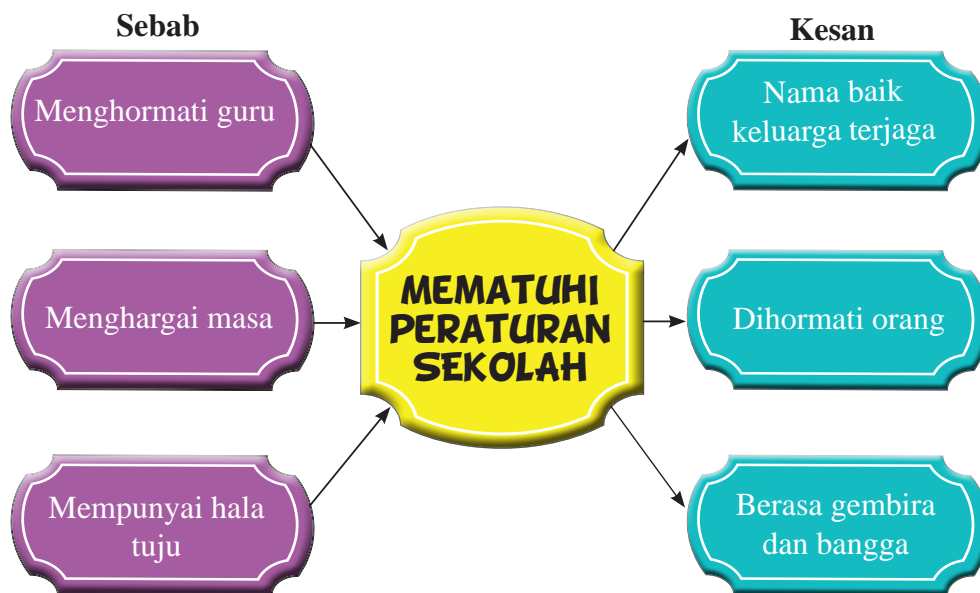 Sebab
Menghormati guru
Menghargai masa
Mempunyai hala
tuju
MEMATUHI
PERATURAN
SEKOLAH
Kesan
Nama baik
keluarga terjaga
Dihormati orang
Berasa gembira
dan bangga